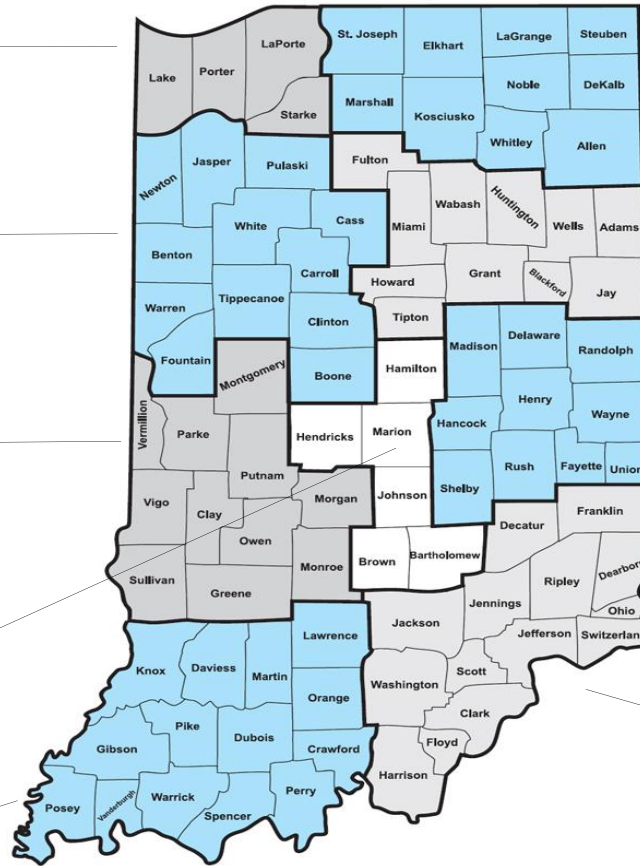 St. Joseph
Elkhart
LaGrange
Steuben
LaPorte
Lake
Porter
Noble
DeKalb
Marshall
Kosciusko
Starke
Whitley
Allen
Fulton
Jasper
Pulaski
Newton
Wabash
Huntington
White
Cass
Miami
Wells
Adams
Benton
Carroll
Howard
Grant
Blackford
Jay
Warren
Tippecanoe
Clinton
Tipton
Madison
Delaware
Randolph
Fountain
Montgomery
Boone
Hamilton
Henry
Wayne
Vermillion
Parke
Hendricks
Marion
Hancock
Rush
Fayette
Union
Putnam
Shelby
Vigo
Clay
Morgan
Johnson
Decatur
Franklin
Owen
Sullivan
Greene
Monroe
Brown
Bartholomew
Ripley
Dearborn
Jennings
Ohio
Jackson
Jefferson
Switzerlan
Lawrence
Knox
Daviess
Martin
Washington
Scott
Orange
Clark
Pike
Gibson
Dubois
Crawford
Floyd
Harrison
Posey
Vanderburgh
Warrick
Spencer
Perry